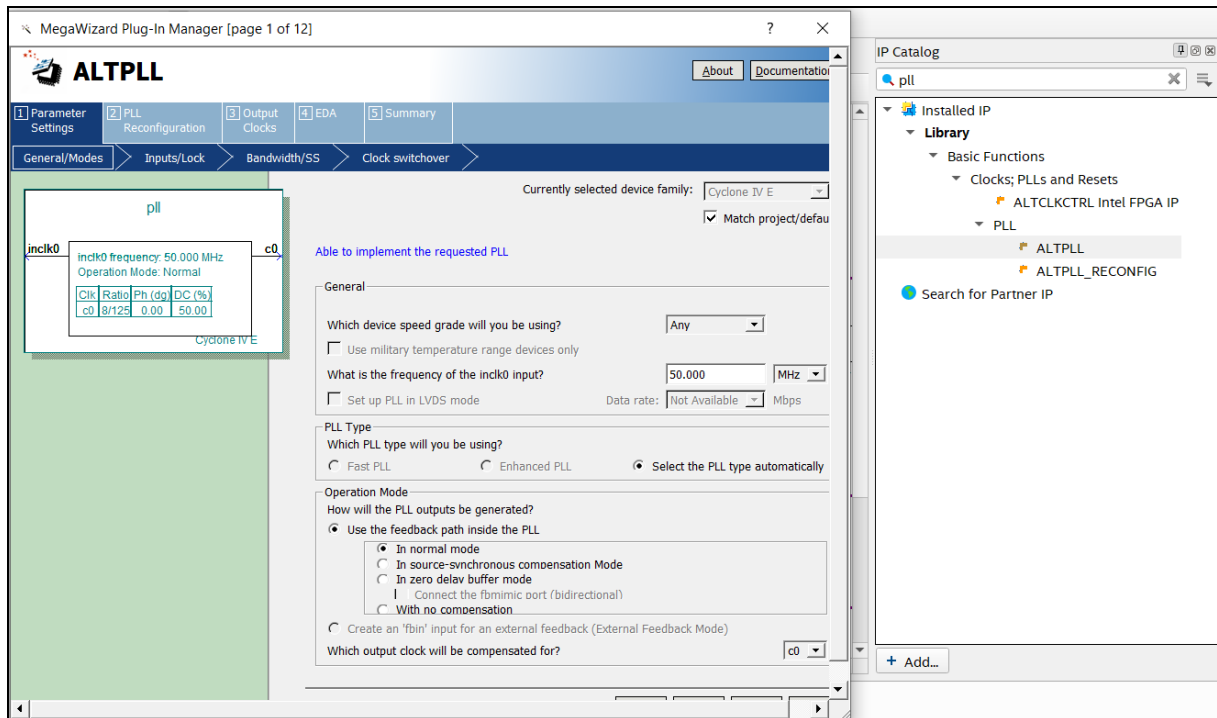 MegaWizard Plug-In Manager [page 1 of 12]
?
ALTPLL
About
Documentation
1 Parameter Settings
2 PLL Reconfiguration
3 Output Clocks
4 EDA
5 Summary
General/Modes
Inputs/Lock
Bandwidth/SS
Clock switchover
pll
inclk0
c0
inclk0 frequency: 50.000 MHz
Operation Mode: Normal
Clk Ratio Ph (dg) DC (%)
c0 8/125 0.00 50.00
Cyclone IV E
Currently selected device family: Cyclone IV E
Match project/defau
Able to implement the requested PLL
General
Which device speed grade will you be using? Any
Use military temperature range devices only
What is the frequency of the inclk0 input? 50.000 MHz
Set up PLL in LVDS mode Data rate: Not Available Mbps
PLL Type
Which PLL type will you be using?
Fast PLL Enhanced PLL Select the PLL type automatically
Operation Mode
How will the PLL outputs be generated?
Use the feedback path inside the PLL
In normal mode
In source-synchronous compensation Mode
In zero delay buffer mode
Connect the fbmimic port (bidirectional)
With no compensation
Create an 'fbin' input for an external feedback (External Feedback Mode)
Which output clock will be compensated for? c0
IP Catalog
pll
Installed IP
Library
Basic Functions
Clocks; PLLs and Resets
ALTCLKCTRL Intel FPGA IP
PLL
ALTPLL
ALTPLL_RECONFIG
Search for Partner IP
+ Add...